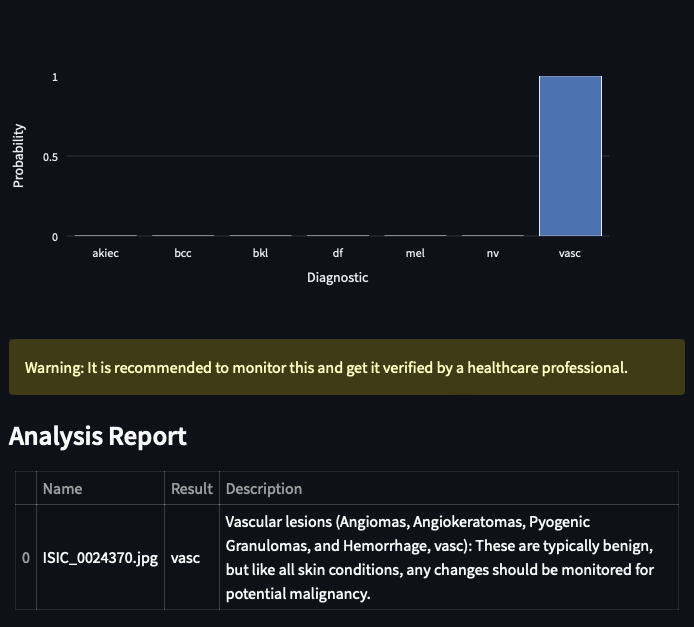 1
Probability
0.5
0
akiec bcc bkl df mel nv vasc
Diagnostic
Warning: It is recommended to monitor this and get it verified by a healthcare professional.
Analysis Report
Name Result Description
0 ISIC_0024370.jpg vasc Vascular lesions (Angiomas, Angiokeratomas, Pyogenic
Granulomas, and Hemorrhage, vasc): These are typically benign,
but like all skin conditions, any changes should be monitored for
potential malignancy.